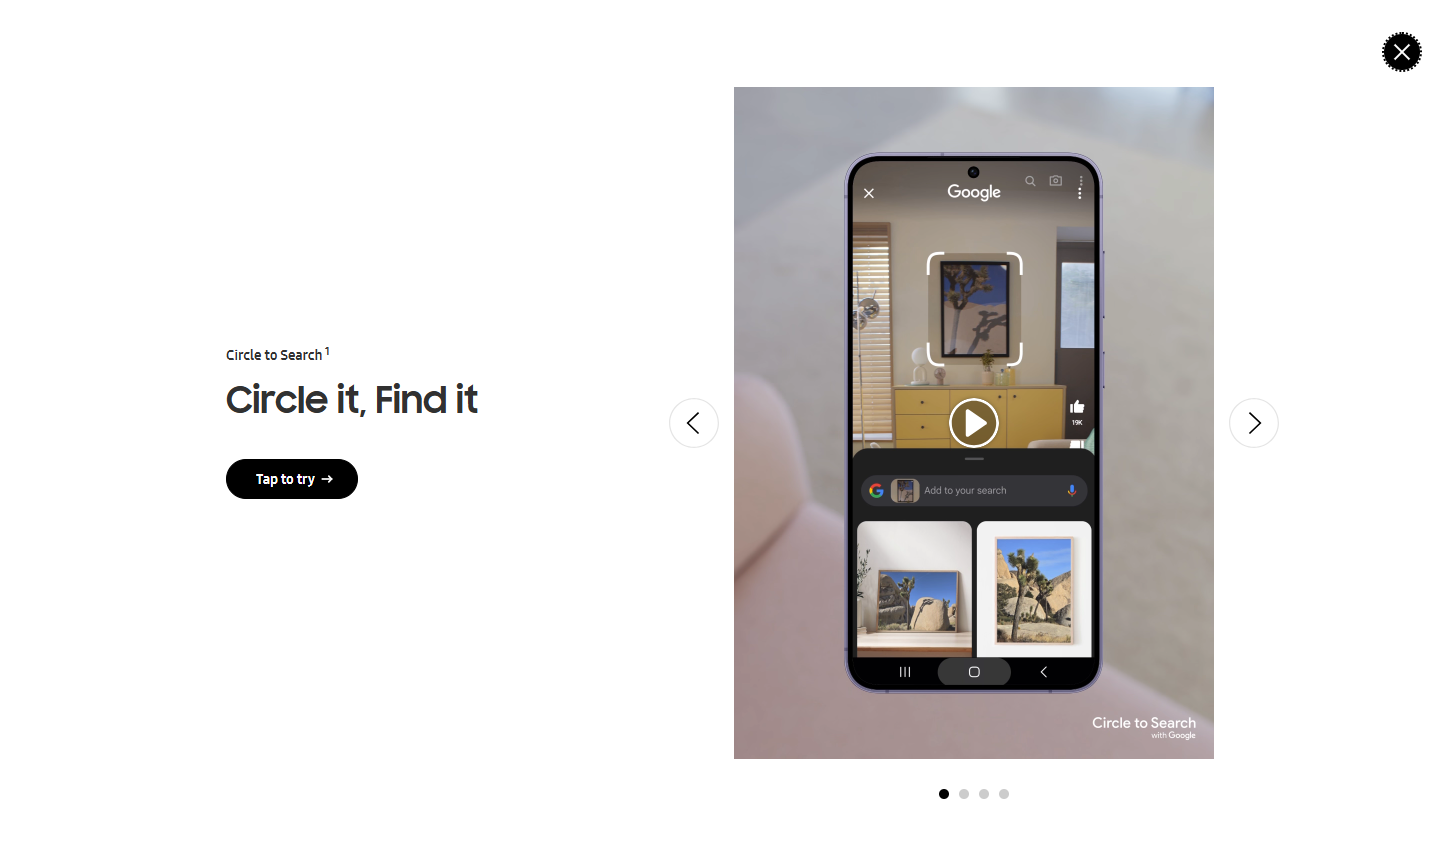 Circle to Search 1
Circle it, Find it
Tap to try →
Google
19K
Add to your search
Circle to Search
with Google